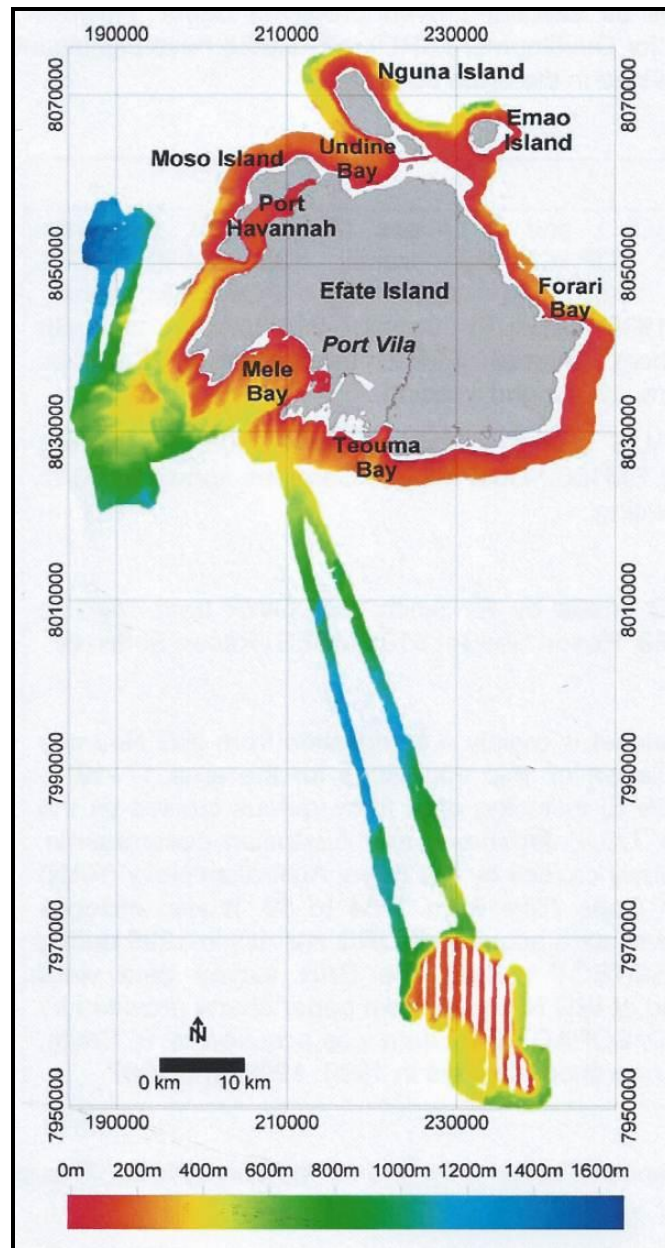 190000 210000 230000
Nguna Island
8070000
8070000
Emao
Island
Undine
Bay
Moso Island
Port
Havannah
8050000
8050000
Forari
Bay
Efate Island
Port Vila
Mele
Bay
8030000
8030000
Teouma
Bay
8010000
8010000
7990000
7990000
7970000
7970000
N
0 km 10 km
7950000
7950000
190000 210000 230000
0m 200m 400m 600m 800m 1000m 1200m 1400m 1600m